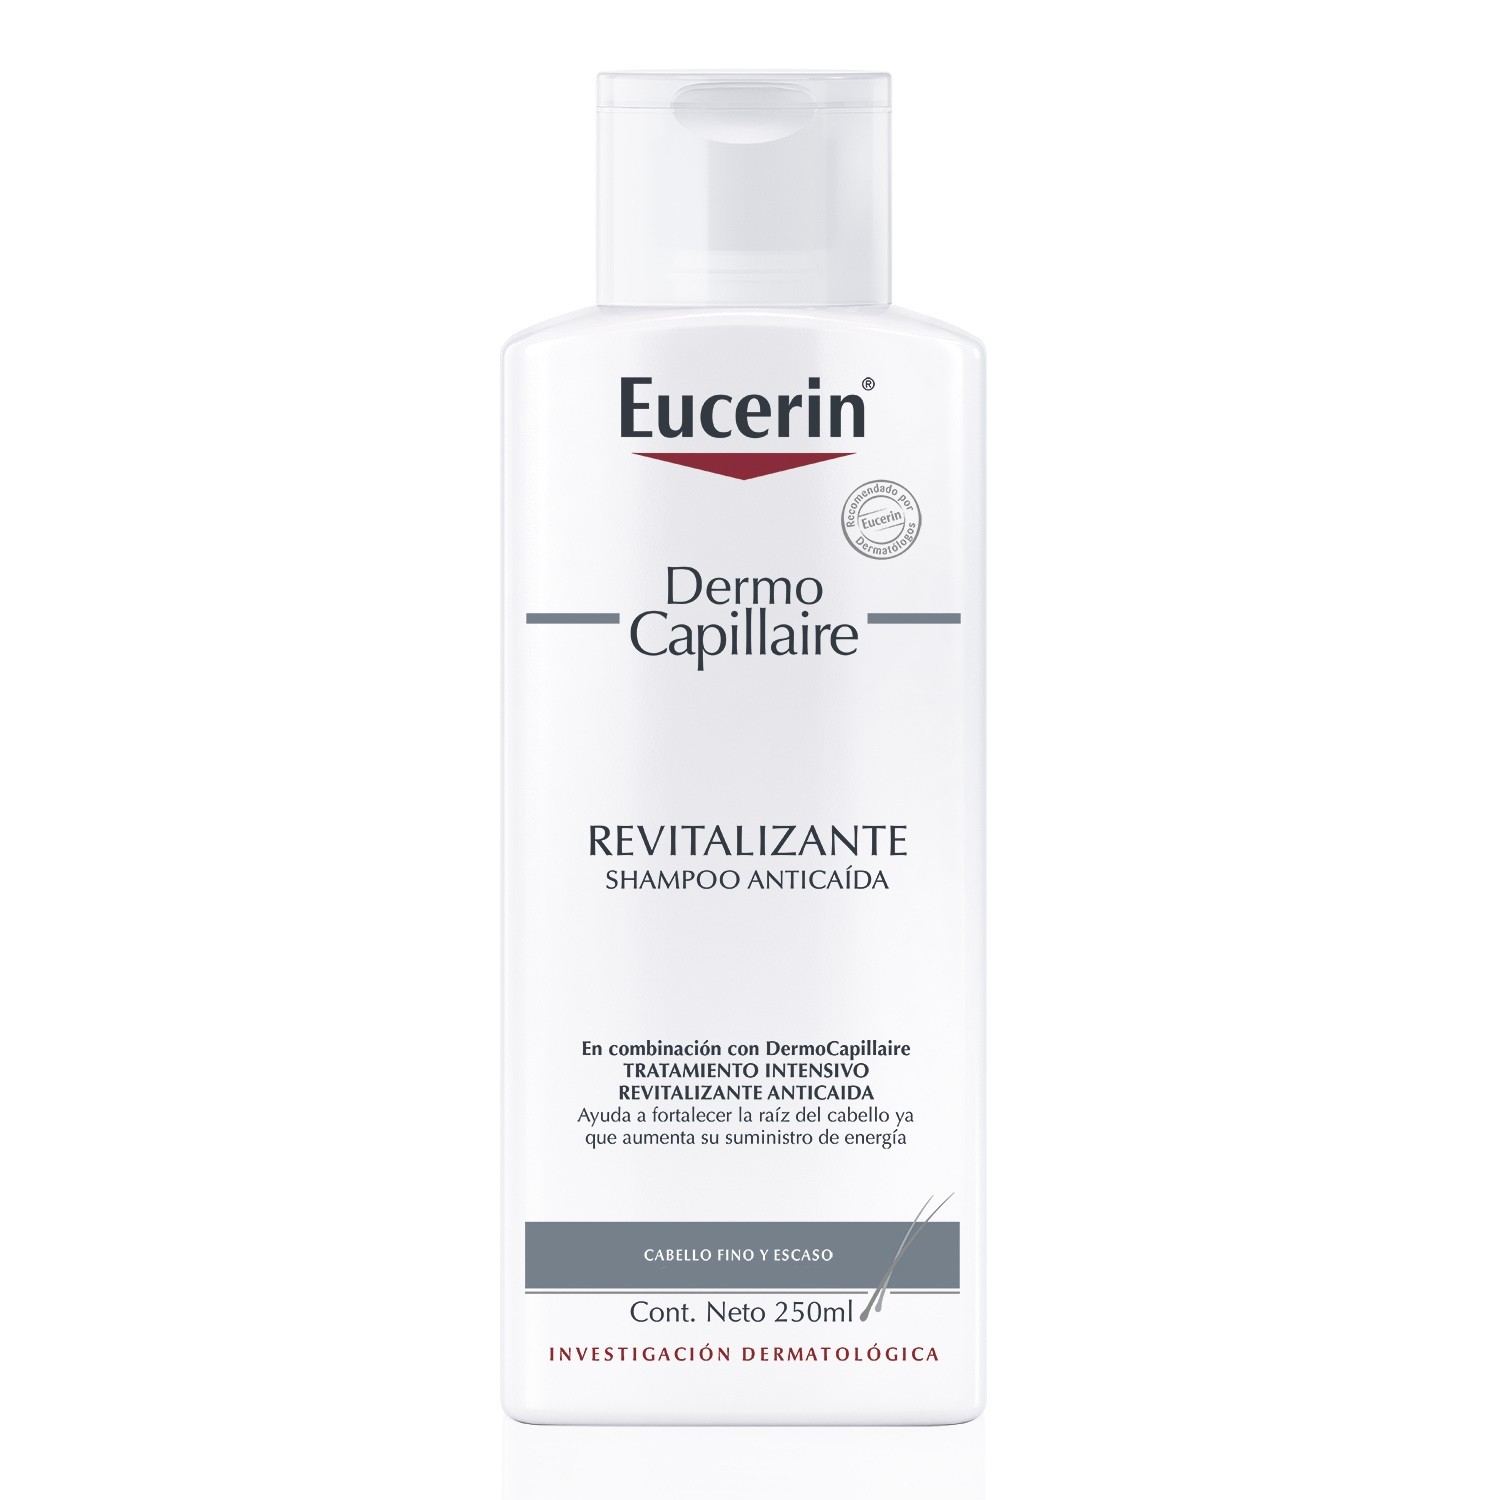 Eucerin®
Recomendado por
Eucerin
Dermatólogos
Dermo
Capillaire
REVITALIZANTE
SHAMPOO ANTICAÍDA
En combinación con DermoCapillaire
TRATAMIENTO INTENSIVO
REVITALIZANTE ANTICAIDA
Ayuda a fortalecer la raíz del cabello ya
que aumenta su suministro de energía
CABELLO FINO Y ESCASO
Cont. Neto 250ml
INVESTIGACIÓN DERMATOLÓGICA